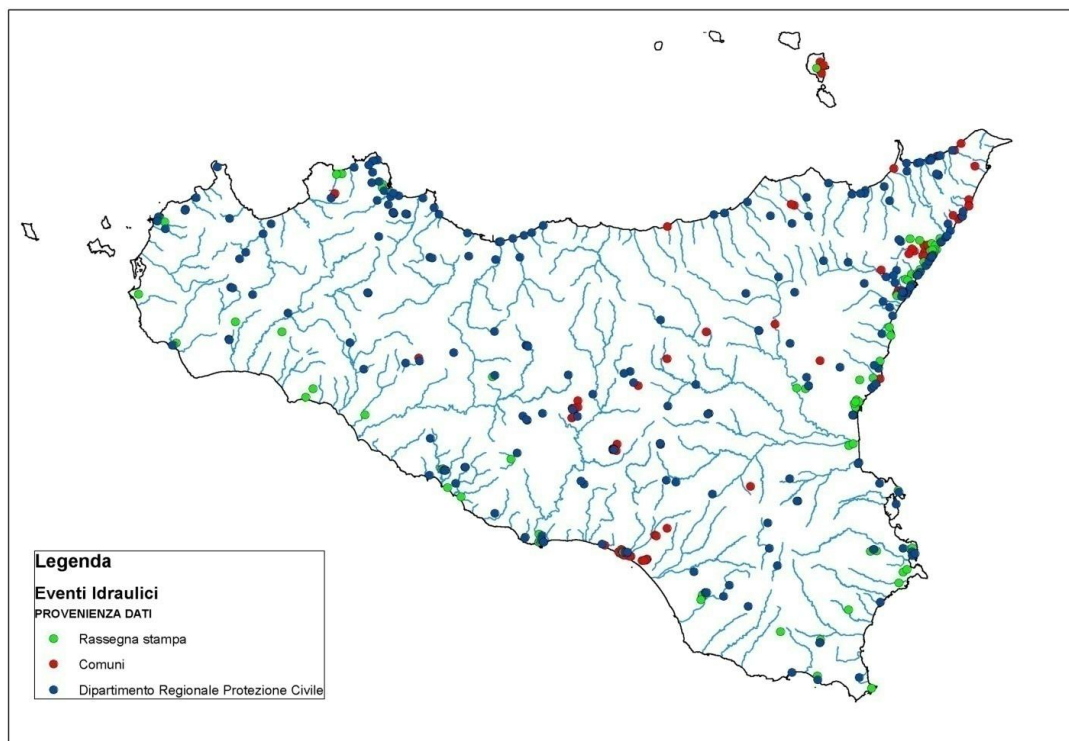 Legenda
Eventi Idraulici
PROVENIENZA DATI
Rassegna stampa
Comuni
Dipartimento Regionale Protezione Civile